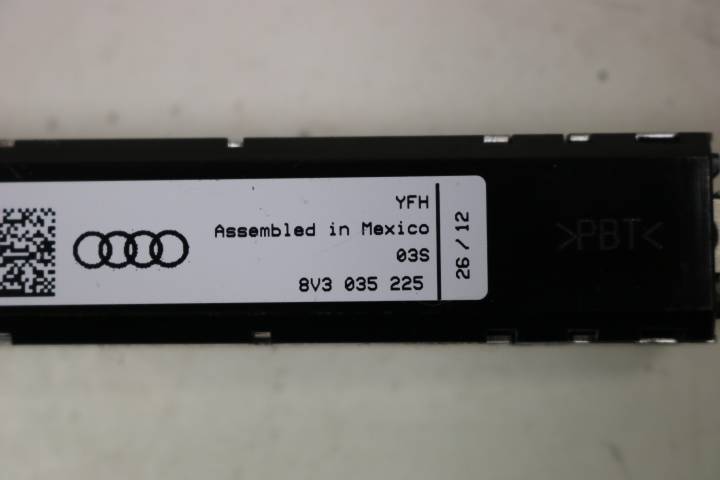 YFH
Assembled in Mexico
03S
8V3 035 225
26 / 12
>PBT<